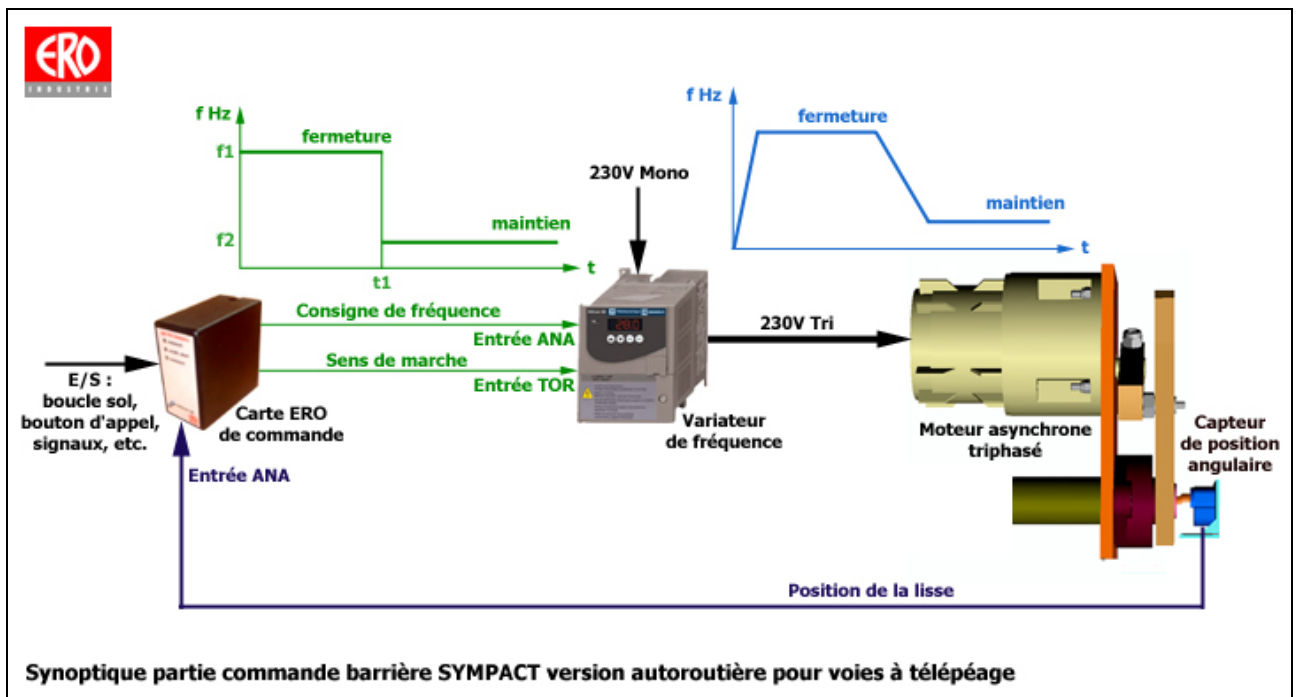 ERO
INDUSTRIE
f Hz
fermeture
f1
f2
maintien
t1
t
f Hz
fermeture
maintien
t
230V Mono
Consigne de fréquence
Entrée ANA
Sens de marche
Entrée TOR
230V Tri
E/S :
boucle sol,
bouton d'appel,
signaux, etc.
Carte ERO
de commande
Variateur
de fréquence
Moteur asynchrone
triphasé
Capteur
de position
angulaire
Entrée ANA
Position de la lisse
Synoptique partie commande barrière SYMPACT version autoroutière pour voies à télépéage